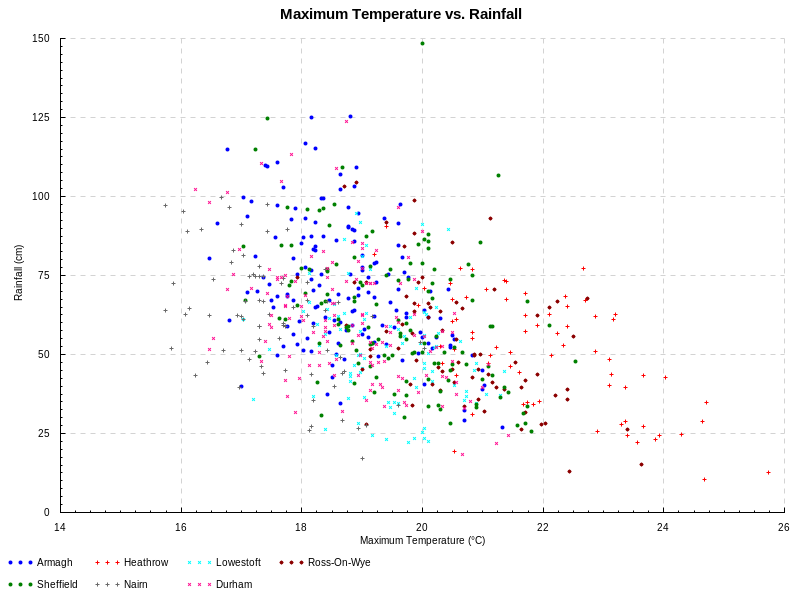 Maximum Temperature vs. Rainfall
150
125
100
75
50
25
0
Rainfall (cm)
14 16 18 20 22 24 26
Maximum Temperature (°C)
Armagh Heathrow Lowestoft Ross-On-Wye
Sheffield Nairn Durham